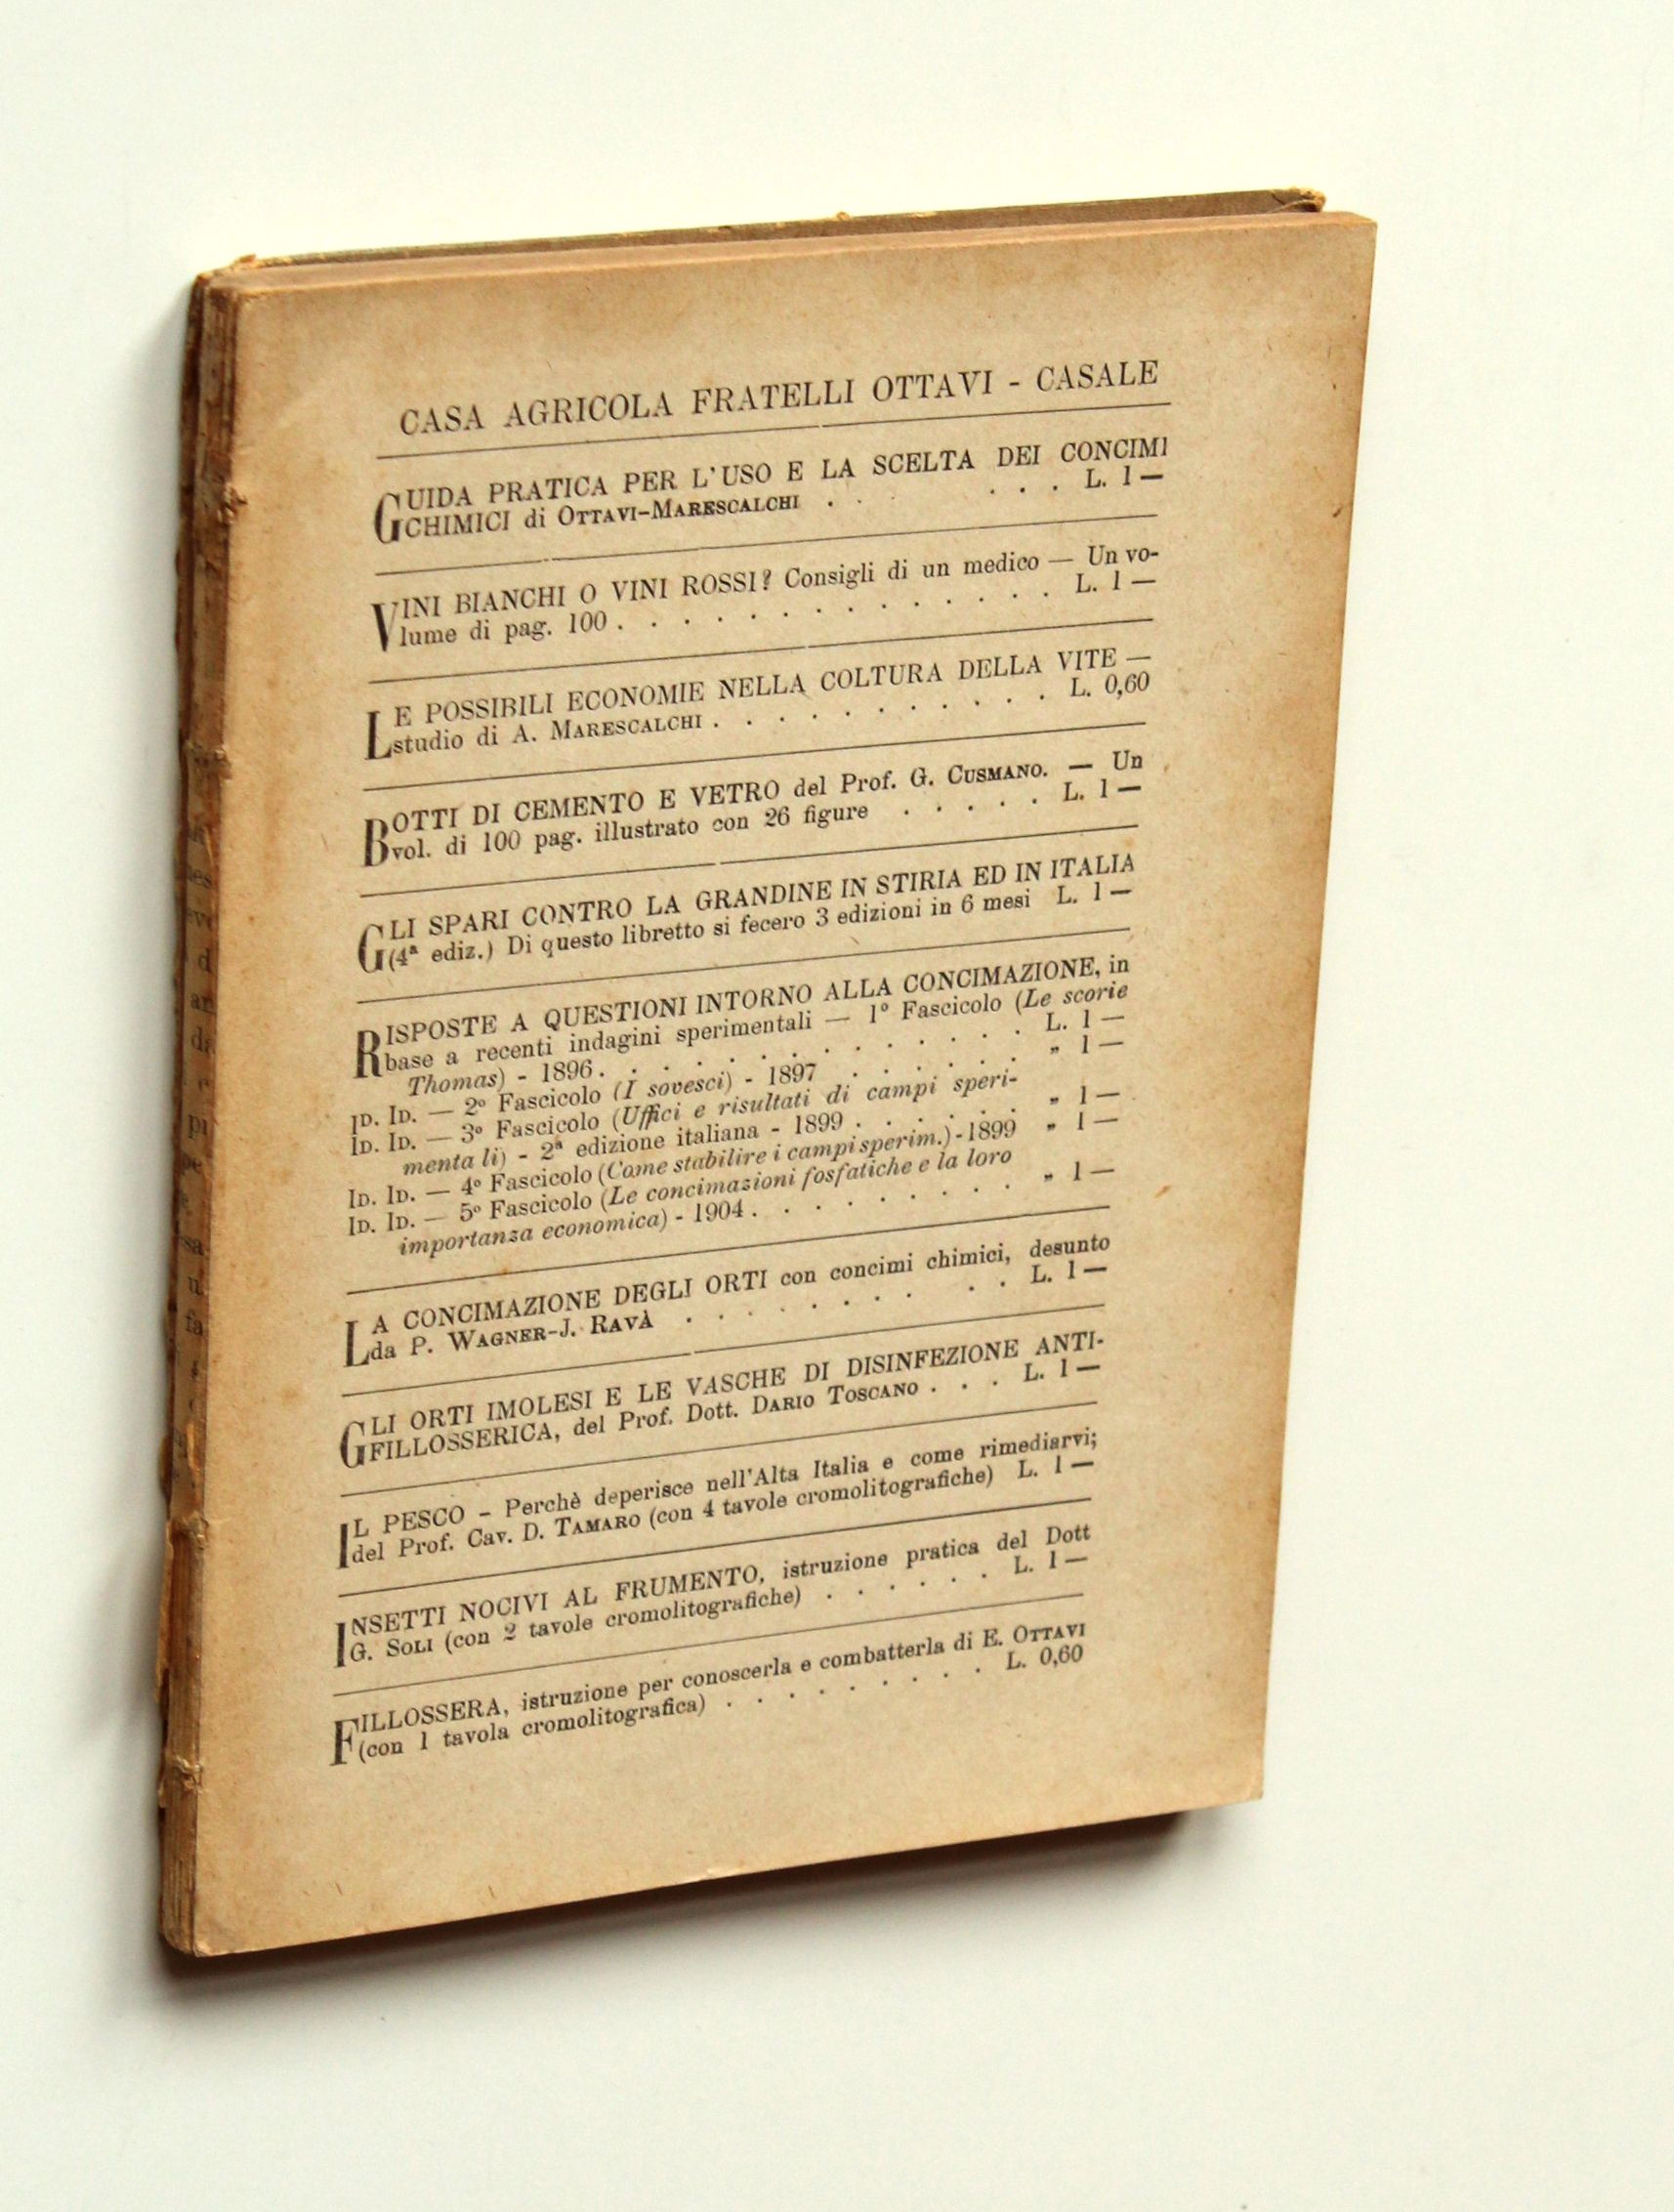 CASA AGRICOLA FRATELLI OTTAVI - CASALE
GUIDA PRATICA PER L'USO E LA SCELTA DEI CONCIMI
CHIMICI di OTTAVI-MARESCALCHI . . . . . L. 1 —
VINI BIANCHI O VINI ROSSI? Consigli di un medico — Un vo-
lume di pag. 100 . . . . . . . . . . . . . . L. 1 —
LE POSSIBILI ECONOMIE NELLA COLTURA DELLA VITE —
studio di A. MARESCALCHI . . . . . . . . . . . L. 0,60
BOTTI DI CEMENTO E VETRO del Prof. G. CUSMANO. — Un
vol. di 100 pag. illustrato con 26 figure . . . . . L. 1 —
GLI SPARI CONTRO LA GRANDINE IN STIRIA ED IN ITALIA
(4ª ediz.) Di questo libretto si fecero 3 edizioni in 6 mesi L. 1 —
RISPOSTE A QUESTIONI INTORNO ALLA CONCIMAZIONE, in
base a recenti indagini sperimentali — 1º Fascicolo (Le scorie
Thomas) - 1896 . . . . . . . . . . . . . . L. 1 —
ID. ID. — 2º Fascicolo (I sovesci) - 1897 . . . . . . „ 1 —
ID. ID. — 3º Fascicolo (Uffici e risultati di campi speri-
menta li) - 2ª edizione italiana - 1899 . . . . . . „ 1 —
ID. ID. — 4º Fascicolo (Come stabilire i campi sperim.) - 1899 „ 1 —
ID. ID. — 5º Fascicolo (Le concimazioni fosfatiche e la loro
importanza economica) - 1904 . . . . . . . . . „ 1 —
LA CONCIMAZIONE DEGLI ORTI con concimi chimici, desunto
da P. WAGNER-J. RAVÀ . . . . . . . . . . L. 1 —
GLI ORTI IMOLESI E LE VASCHE DI DISINFEZIONE ANTI-
FILLOSSERICA, del Prof. Dott. DARIO TOSCANO . . . L. 1 —
IL PESCO - Perchè deperisce nell'Alta Italia e come rimediarvi;
del Prof. Cav. D. TAMARO (con 4 tavole cromolitografiche) L. 1 —
INSETTI NOCIVI AL FRUMENTO, istruzione pratica del Dott
G. SOLI (con 2 tavole cromolitografiche) . . . . . . L. 1 —
FILLOSSERA, istruzione per conoscerla e combatterla di E. OTTAVI
(con 1 tavola cromolitografica) . . . . . . . . . L. 0,60